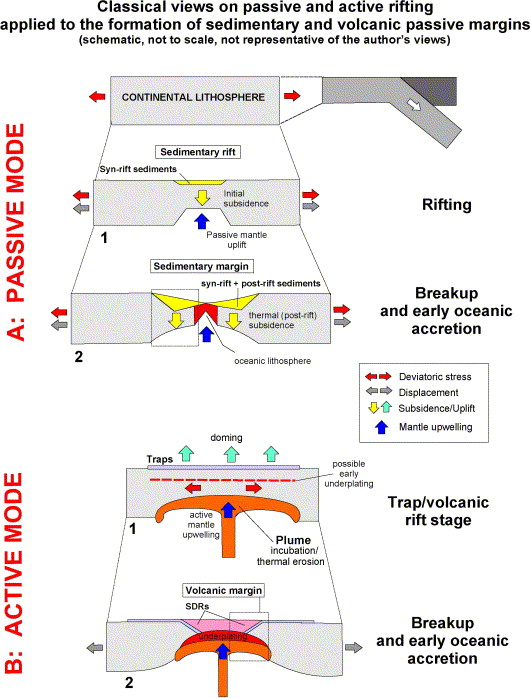 Classical views on passive and active rifting
applied to the formation of sedimentary and volcanic passive margins
(schematic, not to scale, not representative of the author's views)
A: PASSIVE MODE
CONTINENTAL LITHOSPHERE
Sedimentary rift
Syn-rift sediments
Initial
subsidence
Rifting
1
Passive mantle
uplift
Sedimentary margin
syn-rift + post-rift sediments
thermal (post-rift)
subsidence
Breakup
and early oceanic
accretion
2
oceanic lithosphere
Deviatoric stress
Displacement
Subsidence/Uplift
Mantle upwelling
B: ACTIVE MODE
doming
Traps
possible
early
underplating
1
active
mantle
upwelling
Plume
incubation/
thermal erosion
Trap/volcanic
rift stage
Volcanic margin
SDRs
underplating
Breakup
and early oceanic
accretion
2